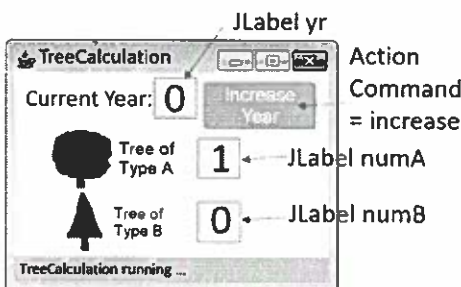 JLabel yr
TreeCalculation
Action
Command
= increase
Current Year: 0
Increase
Year
Tree of
Type A
1
JLabel numA
Tree of
Type B
0
JLabel numB
TreeCalculation running ...